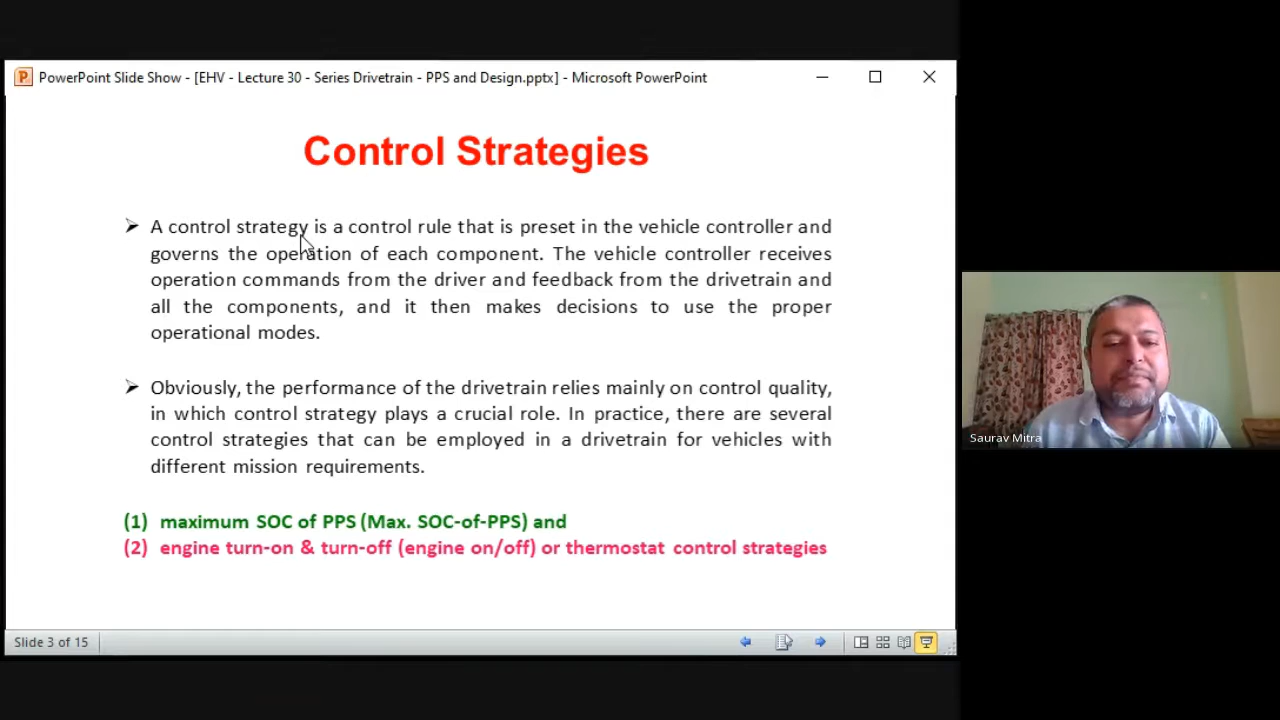 PowerPoint Slide Show - [EHV - Lecture 30 - Series Drivetrain - PPS and Design.pptx] - Microsoft PowerPoint
Control Strategies
A control strategy is a control rule that is preset in the vehicle controller and
governs the operation of each component. The vehicle controller receives
operation commands from the driver and feedback from the drivetrain and
all the components, and it then makes decisions to use the proper
operational modes.
Obviously, the performance of the drivetrain relies mainly on control quality,
in which control strategy plays a crucial role. In practice, there are several
control strategies that can be employed in a drivetrain for vehicles with
different mission requirements.
(1) maximum SOC of PPS (Max. SOC-of-PPS) and
(2) engine turn-on & turn-off (engine on/off) or thermostat control strategies
Slide 3 of 15
Saurav Mitra